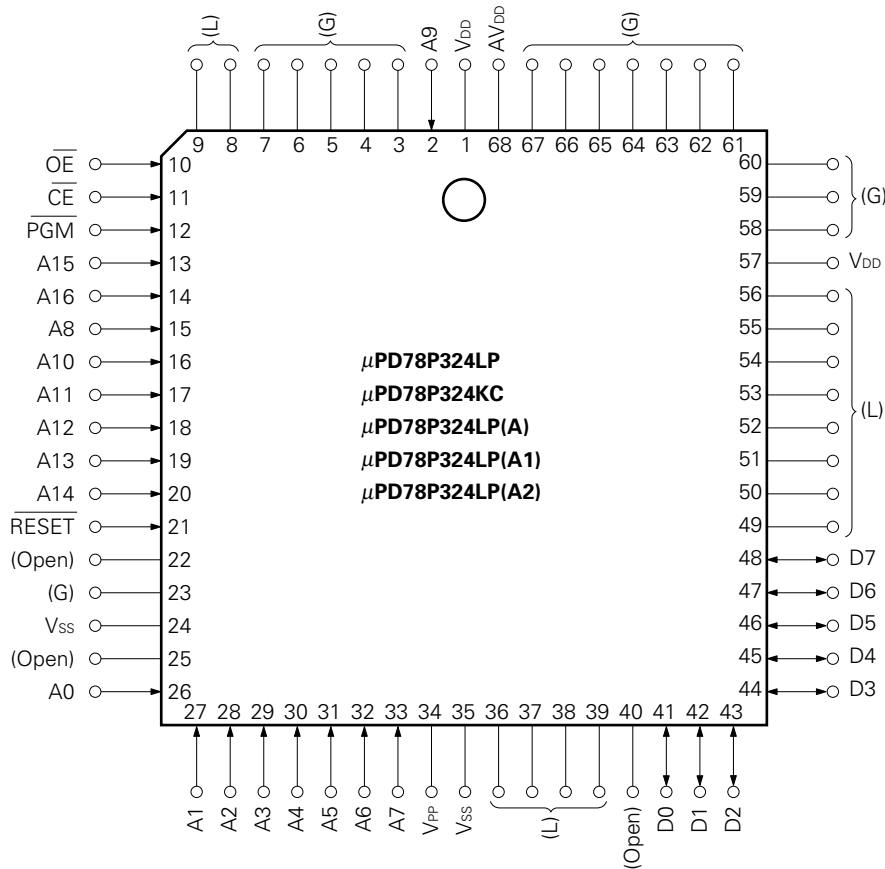 (L) (G) A9 VDD AVDD (G)
9 8 7 6 5 4 3 2 1 68 67 66 65 64 63 62 61
OE 10
CE 11
PGM 12
A15 13
A16 14
A8 15
A10 16
A11 17
A12 18
A13 19
A14 20
RESET 21
(Open) 22
(G) 23
VSS 24
(Open) 25
A0 26
μPD78P324LP
μPD78P324KC
μPD78P324LP(A)
μPD78P324LP(A1)
μPD78P324LP(A2)
60
59 (G)
58
57 VDD
56
55
54
53
(L)
52
51
50
49
48 D7
47 D6
46 D5
45 D4
44 D3
27 28 29 30 31 32 33 34 35 36 37 38 39 40 41 42 43
A1 A2 A3 A4 A5 A6 A7 VPP VSS (L) (Open) D0 D1 D2